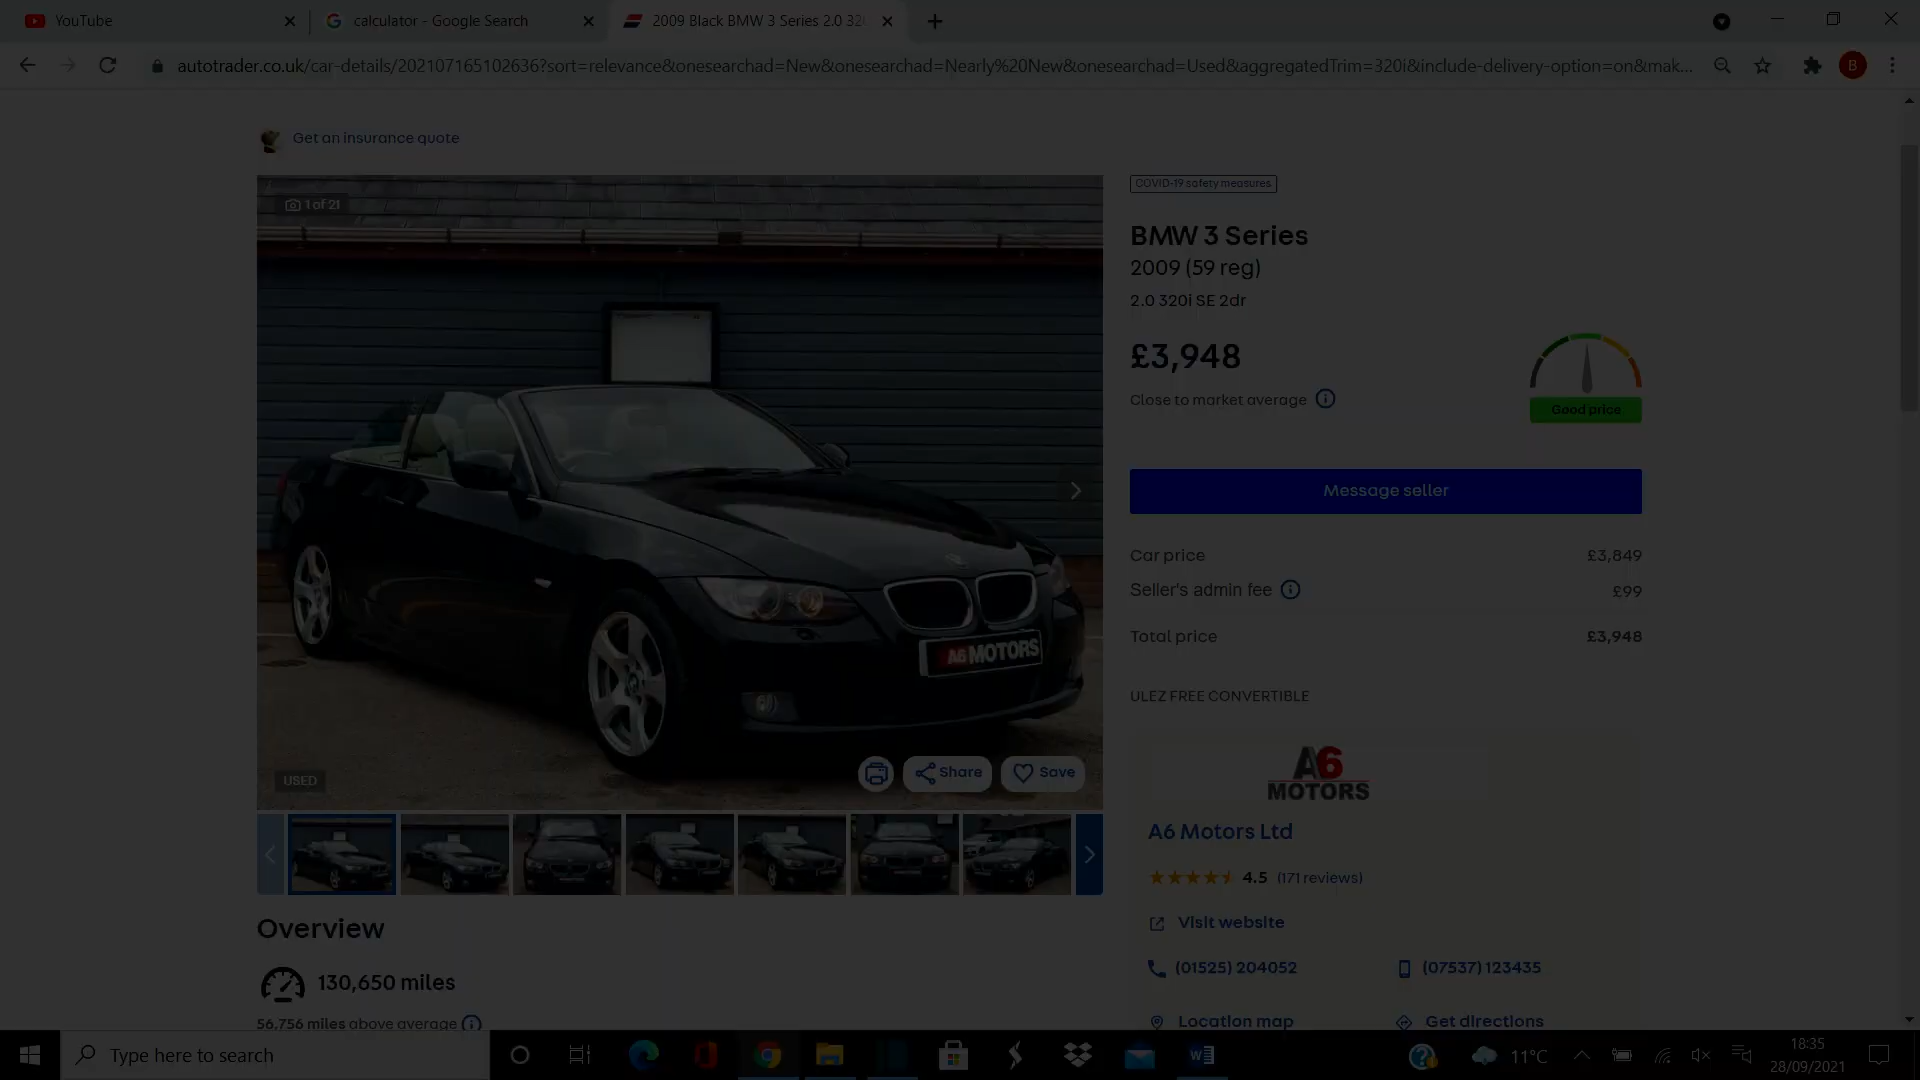 YouTube
calculator - Google Search
2009 Black BMW 3 Series 2.0 32
autotrader.co.uk/car-details/202107165102636?sort=relevance&onesearchad=New&onesearchad=Nearly%20New&onesearchad=Used&aggregatedTrim=320i&include-delivery-option=on&mak...
B
Get an insurance quote
1 of 21
A6 MOTORS
USED
Share
Save
COVID-19 safety measures
BMW 3 Series
2009 (59 reg)
2.0 320i SE 2dr
£3,948
Close to market average
Good price
Message seller
Car price £3,849
Seller's admin fee £99
Total price £3,948
ULEZ FREE CONVERTIBLE
A6
MOTORS
A6 Motors Ltd
4.5 (171 reviews)
Visit website
(01525) 204052 (07537) 123435
Location map Get directions
Overview
130,650 miles
56,756 miles above average
Type here to search
11°C
18:35
28/09/2021